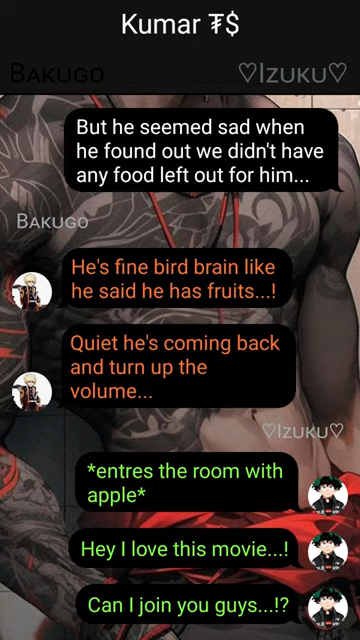 Kumar ₮$
BAKUGO
♡IZUKU♡
But he seemed sad when
he found out we didn't have
any food left out for him...
BAKUGO
He's fine bird brain like
he said he has fruits...!
Quiet he's coming back
and turn up the
volume...
♡IZUKU♡
*entres the room with
apple*
Hey I love this movie...!
Can I join you guys...!?